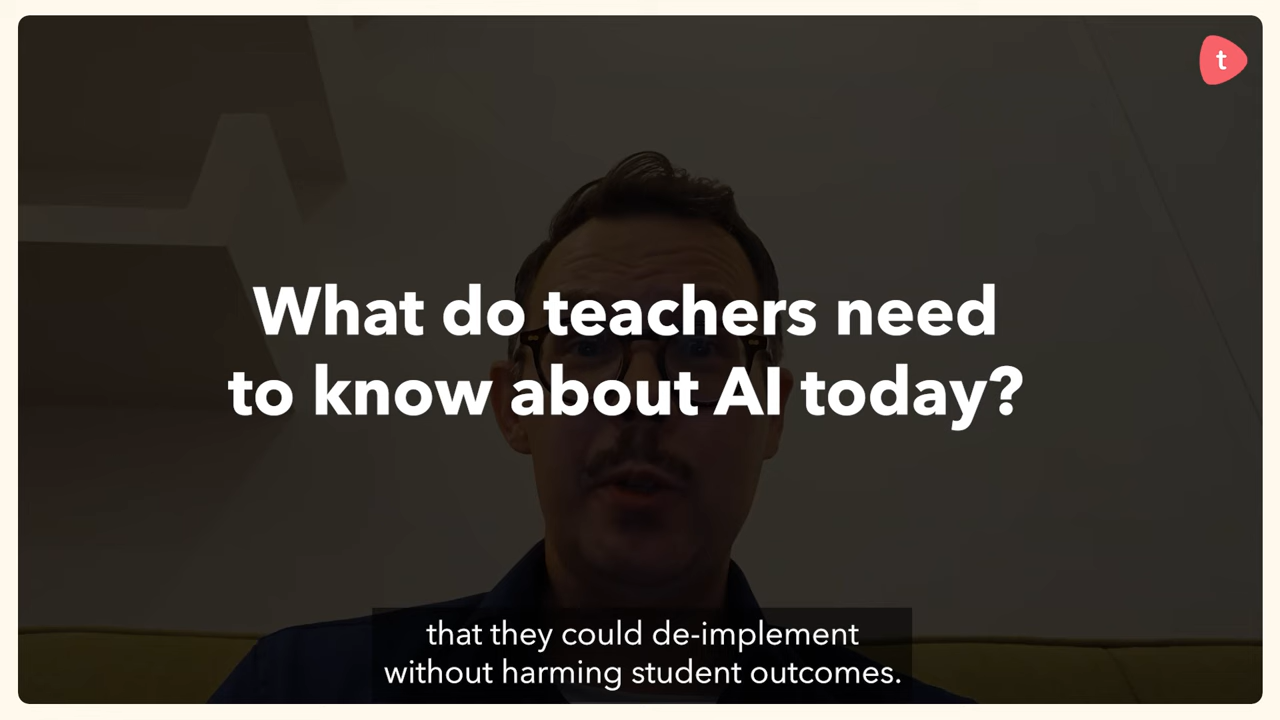 t
What do teachers need
to know about AI today?
that they could de-implement
without harming student outcomes.